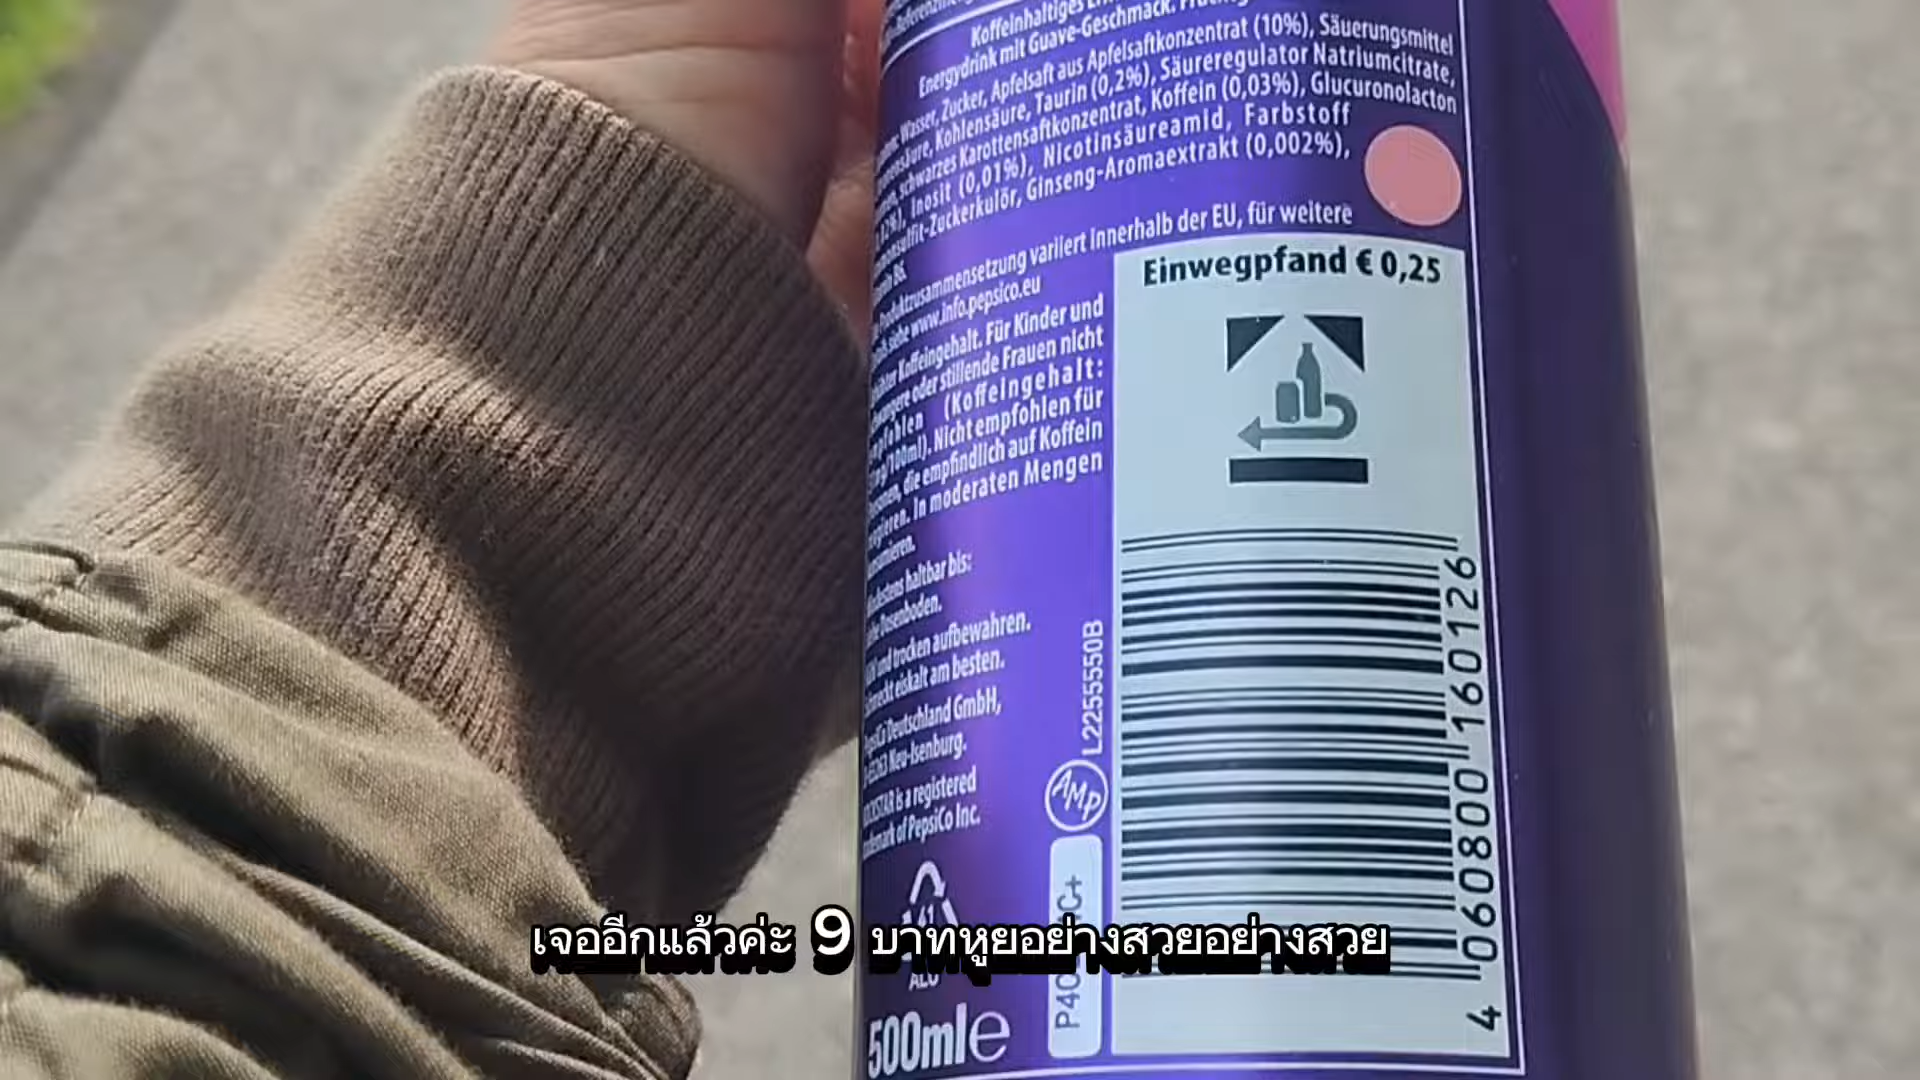 Koffeinhaltiges
Energydrink mit Guave-Geschmack.
Wasser, Zucker, Apfelsaft aus Apfelsaftkonzentrat (10%), Säuerungsmittel
Kohlensäure, Taurin (0,2%), Säureregulator Natriumcitrate,
schwarzes Karottensaftkonzentrat, Koffein (0,03%), Glucuronolacton
Inosit (0,01%), Nicotinsäureamid, Farbstoff
Ginseng-Aromaextrakt (0,002%),
variiert innerhalb der EU, für weitere
siehe www.info.pepsico.eu
Koffeingehalt. Für Kinder und
oder stillende Frauen nicht
(Koffeingehalt:
Nicht empfohlen für
die empfindlich auf Koffein
In moderaten Mengen
haltbar bis:
Dosenboden.
und trocken aufbewahren.
eiskalt am besten.
Deutschland GmbH,
Neu-Isenburg.
is a registered
of PepsiCo Inc.
41
ALU
500ml e
Einwegpfand € 0,25
L2255550B
AMP
4 060800 160126
เจออีกแล้วค่ะ 9 บาทหูยอย่างสวยอย่างสวย